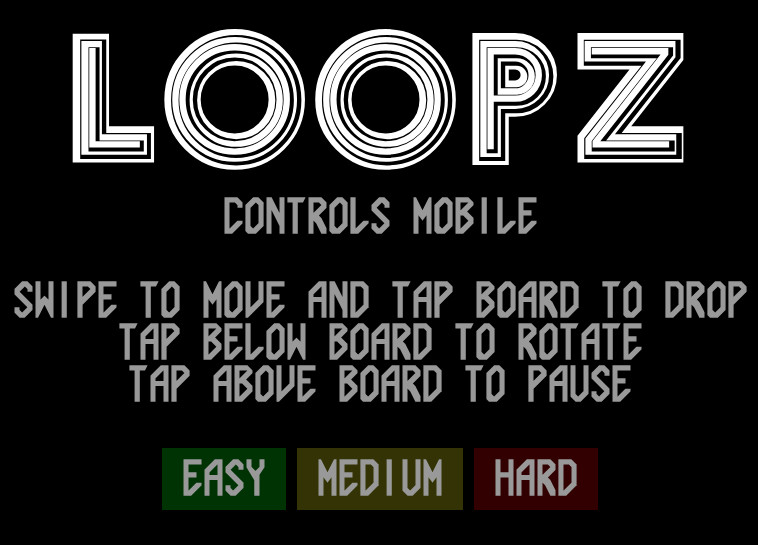 LOOPZ
CONTROLS MOBILE
SWIPE TO MOVE AND TAP BOARD TO DROP
TAP BELOW BOARD TO ROTATE
TAP ABOVE BOARD TO PAUSE
EASY MEDIUM HARD